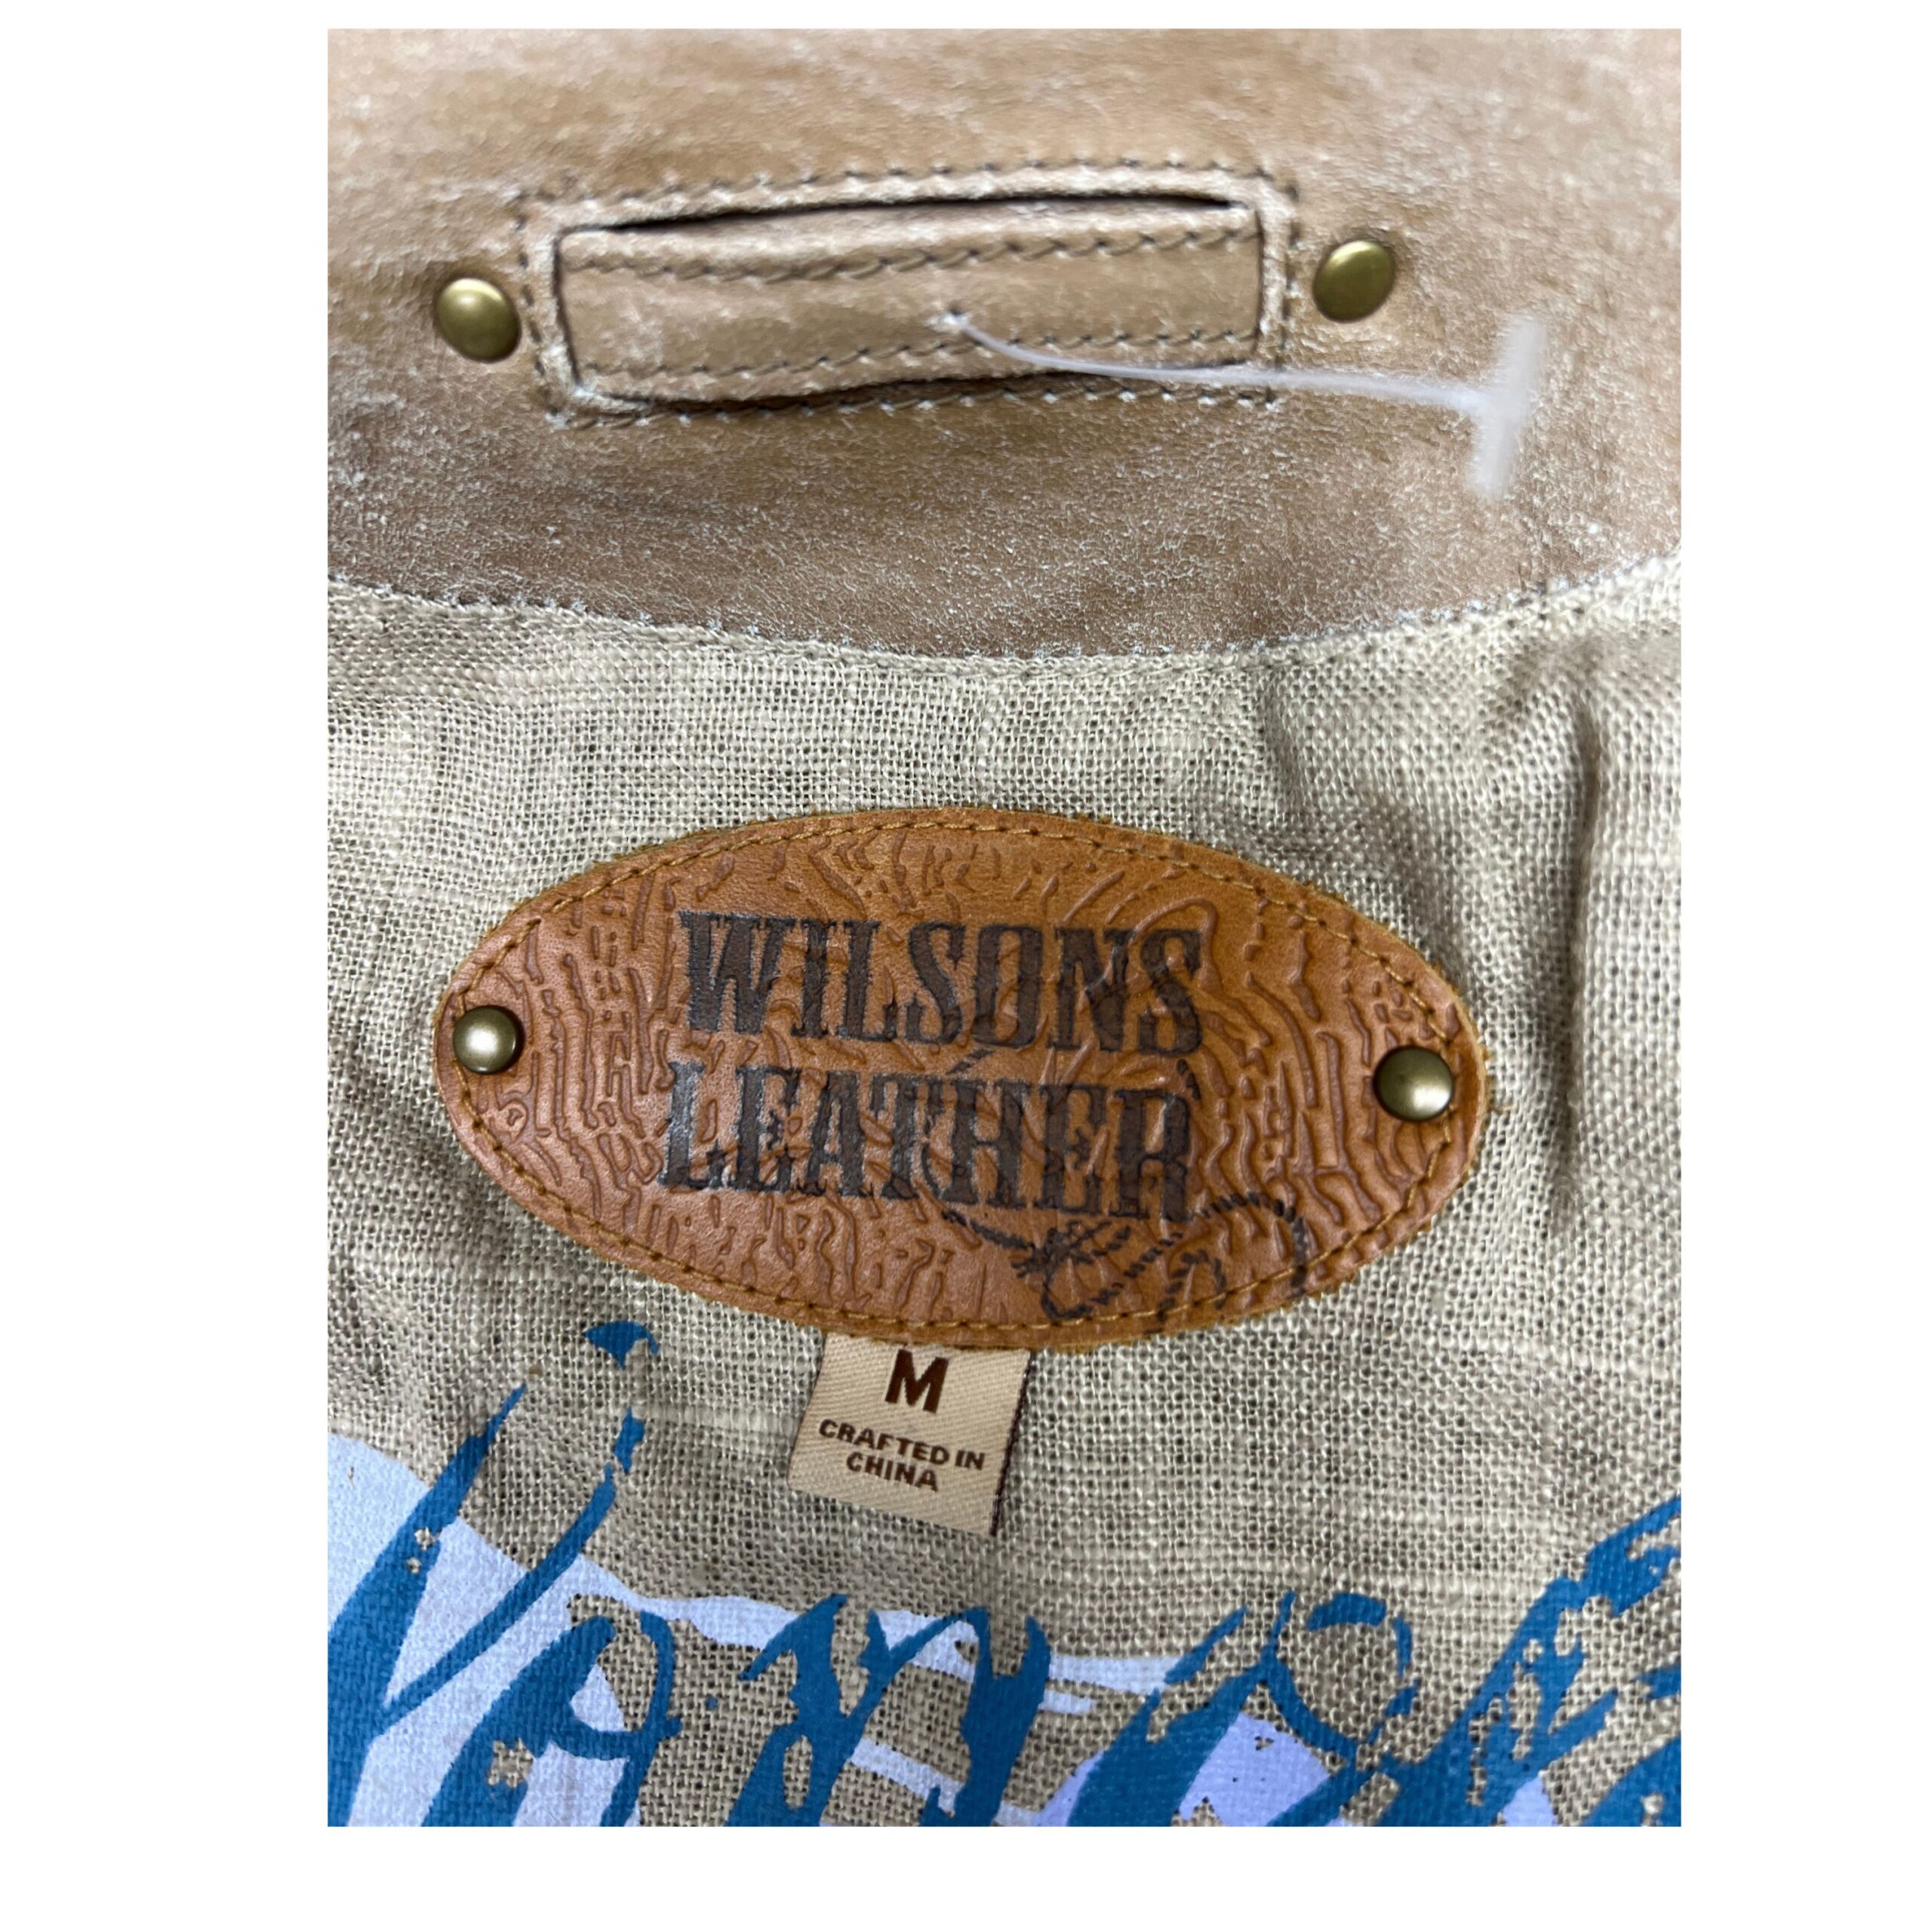 WILSONS
LEATHER
M
CRAFTED IN
CHINA